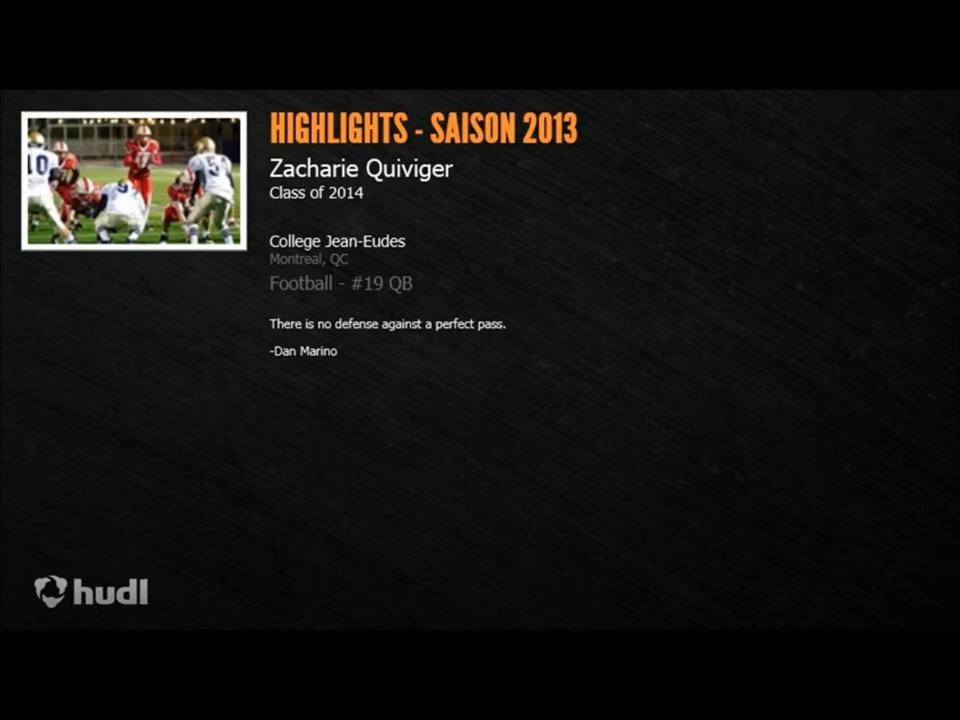 HIGHLIGHTS - SAISON 2013
Zacharie Quiviger
Class of 2014
College Jean-Eudes
Montreal, QC
Football - #19 QB
There is no defense against a perfect pass.
-Dan Marino
hudl